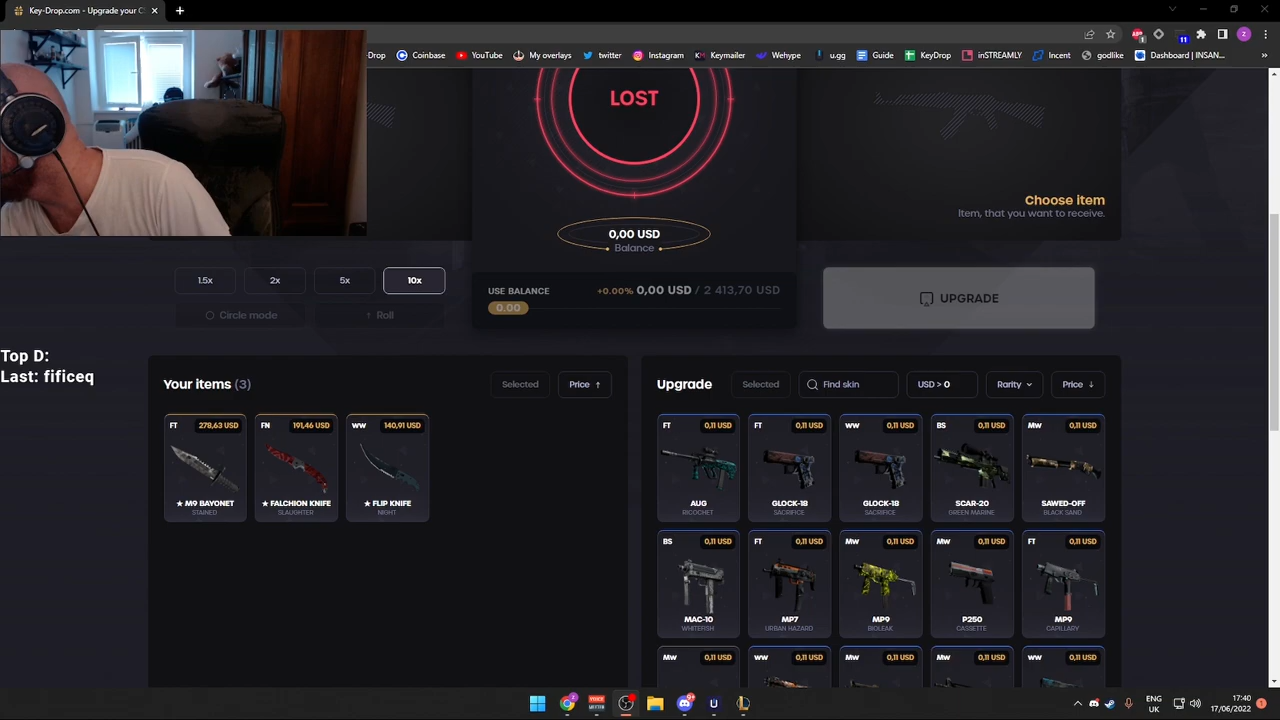 Key-Drop.com - Upgrade your C
-Drop Coinbase YouTube My overlays twitter Instagram Keymailer Wehype u.gg Guide KeyDrop inSTREAMLY Incent godlike Dashboard | INSAN...
LOST
Choose item
Item, that you want to receive.
0,00 USD
Balance
1.5x 2x 5x 10x
USE BALANCE +0.00% 0,00 USD / 2 413,70 USD
0.00
UPGRADE
Circle mode Roll
Top D:
Last: fificeq
Your items (3) Selected Price ↑
Upgrade Selected Find skin USD > 0 Rarity Price ↓
FT 278,63 USD FN 191,46 USD WW 140,91 USD
★ M9 BAYONET ★ FALCHION KNIFE ★ FLIP KNIFE
STAINED SLAUGHTER NIGHT
FT 0,11 USD FT 0,11 USD WW 0,11 USD BS 0,11 USD MW 0,11 USD
AUG GLOCK-18 GLOCK-18 SCAR-20 SAWED-OFF
RICOCHET SACRIFICE SACRIFICE GREEN MARINE BLACK SAND
BS 0,11 USD FT 0,11 USD MW 0,11 USD MW 0,11 USD FT 0,11 USD
MAC-10 MP7 MP9 P250 MP9
WHITEFISH URBAN HAZARD BIOLEAK CASSETTE CAPILLARY
MW 0,11 USD WW 0,11 USD MW 0,11 USD MW 0,11 USD WW 0,11 USD
ENG
UK
17:40
17/06/2022